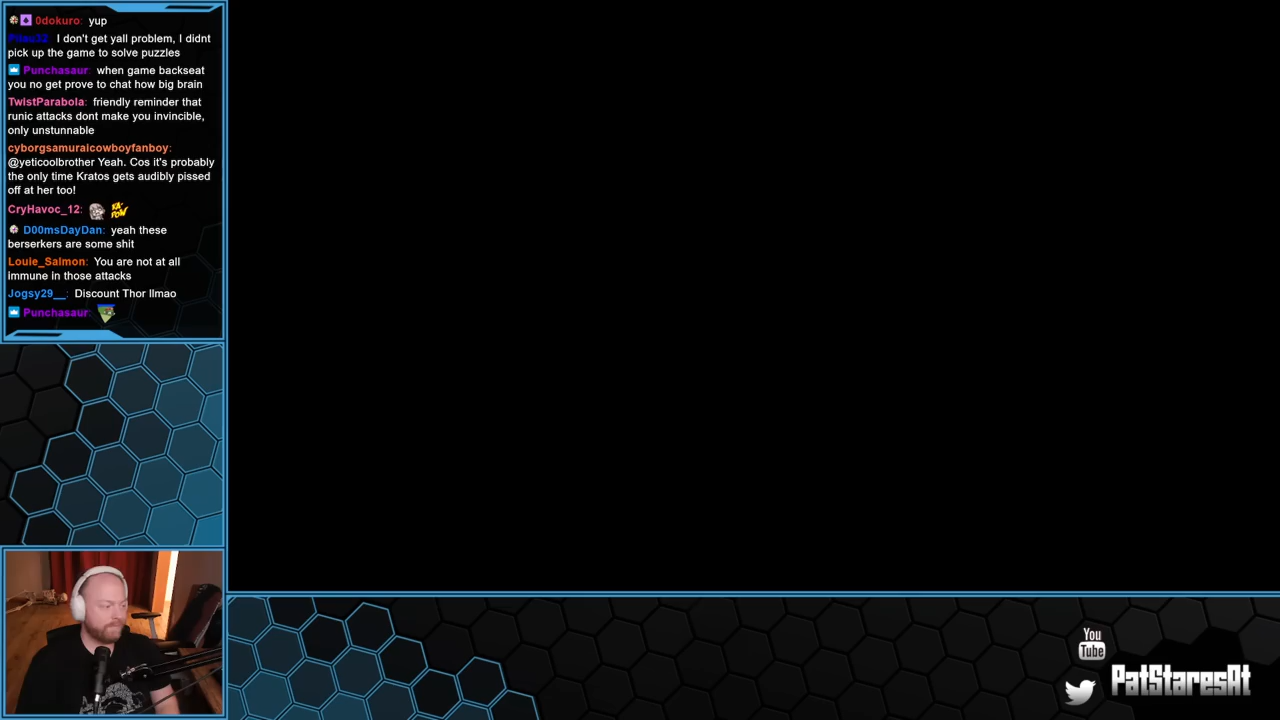 0dokuro: yup
Pilau32: I don't get yall problem, I didnt
pick up the game to solve puzzles
Punchasaur: when game backseat
you no get prove to chat how big brain
TwistParabola: friendly reminder that
runic attacks dont make you invincible,
only unstunnable
cyborgsamuraicowboyfanboy:
@yeticoolbrother Yeah. Cos it's probably
the only time Kratos gets audibly pissed
off at her too!
CryHavoc_12: KA-POW
D00msDayDan: yeah these
berserkers are some shit
Louie_Salmon: You are not at all
immune in those attacks
Jogsy29__: Discount Thor llmao
Punchasaur:
You
Tube
PatStaresAt